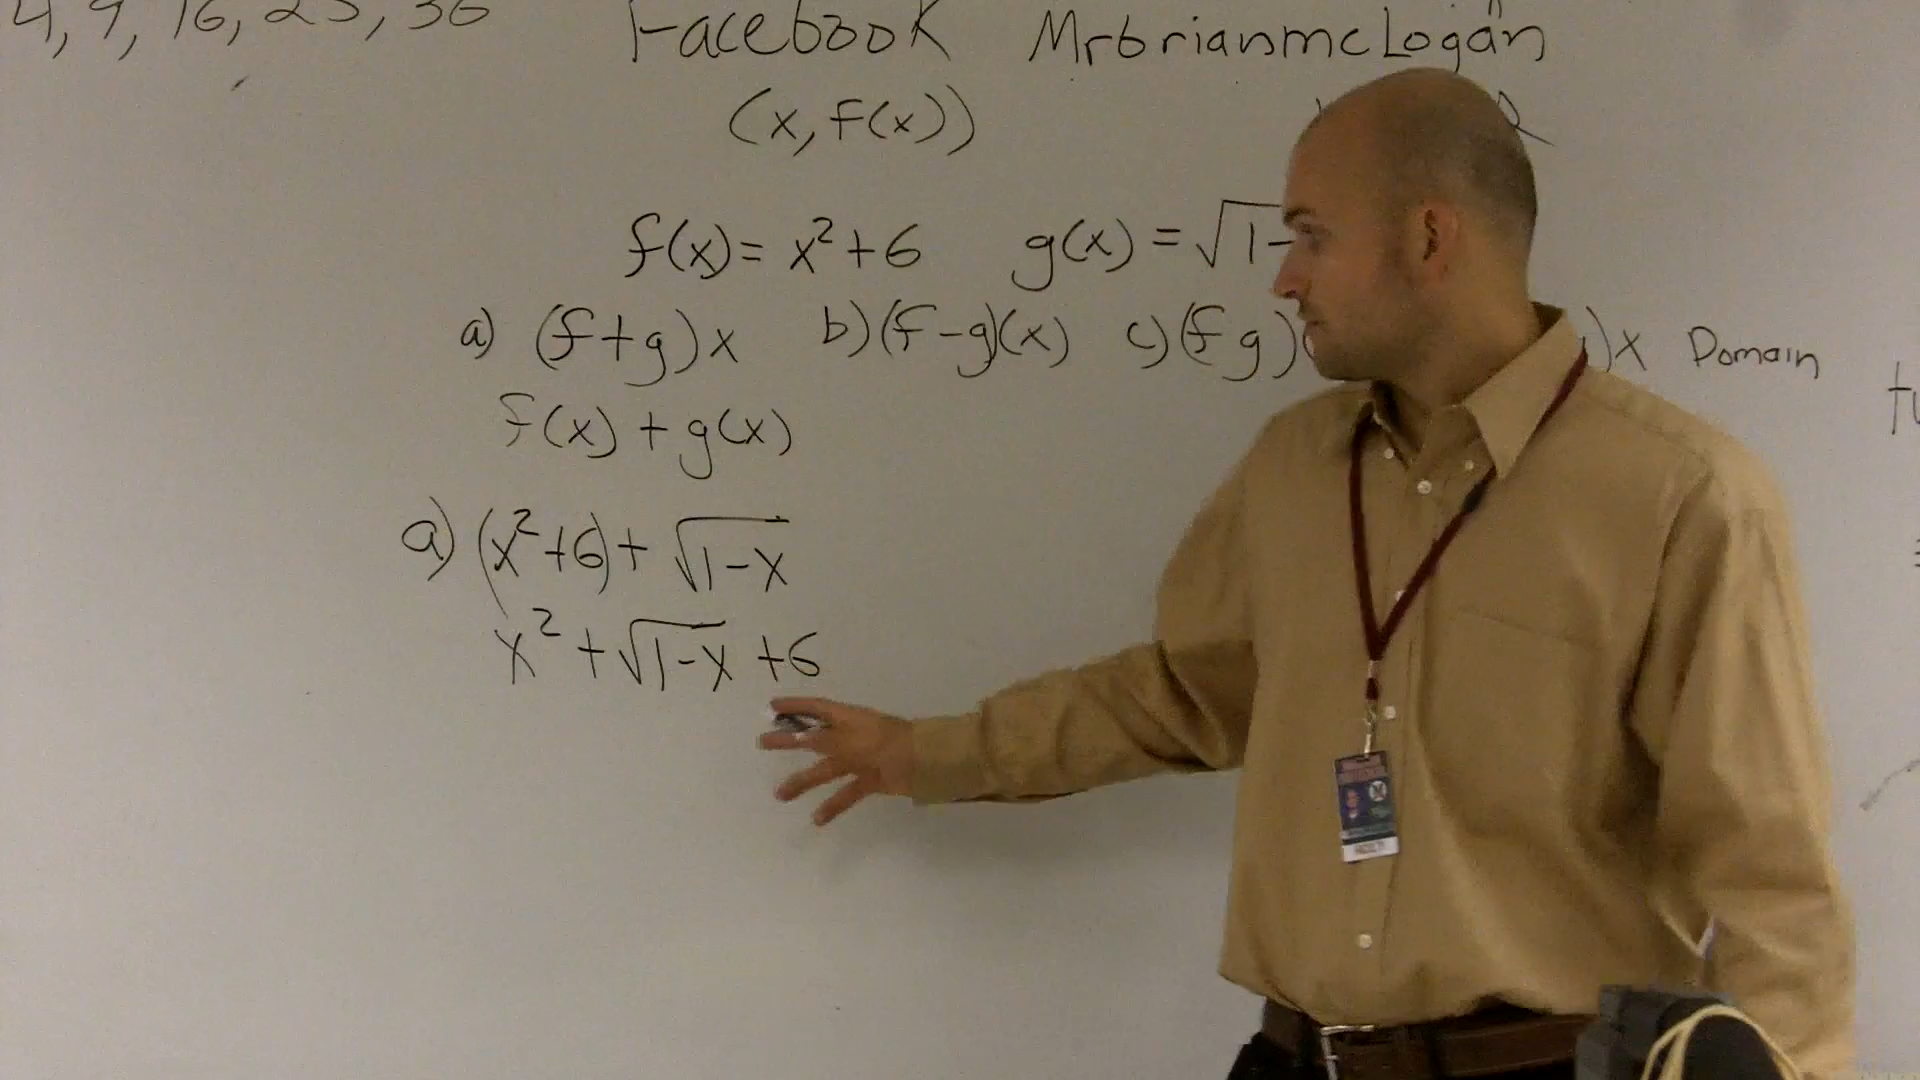 4, 9, 16, 25, 36 Facebook Mrbrianmclogan
(x, f(x))
f(x) = x² + 6 g(x) = √1-
a) (f+g)x b) (f-g)(x) c) (fg)( )x Domain
f(x) + g(x)
a) (x²+6) + √1-x
x² + √1-x + 6